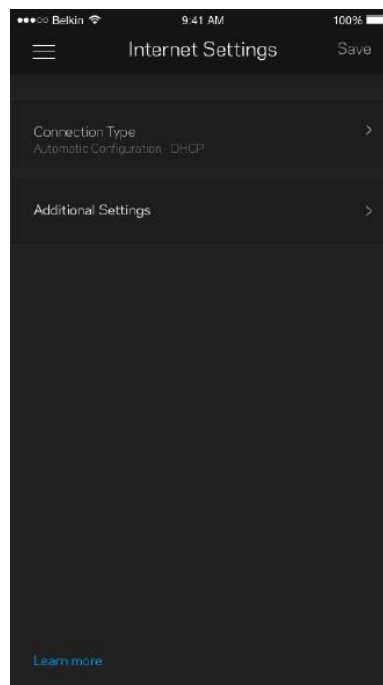 Belkin 9:41 AM 100%
Internet Settings Save
Connection Type >
Automatic Configuration - DHCP
Additional Settings >
Learn more